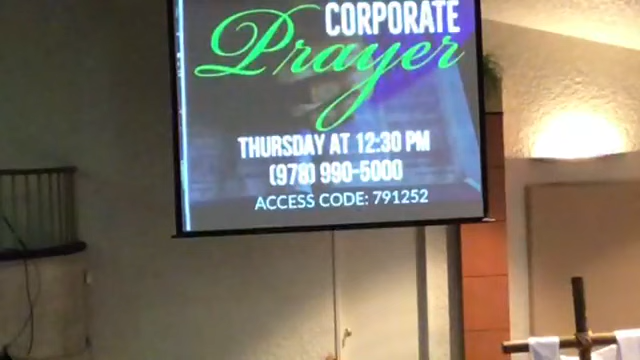 CORPORATE
Prayer
THURSDAY AT 12:30 PM
(978) 990-5000
ACCESS CODE: 791252